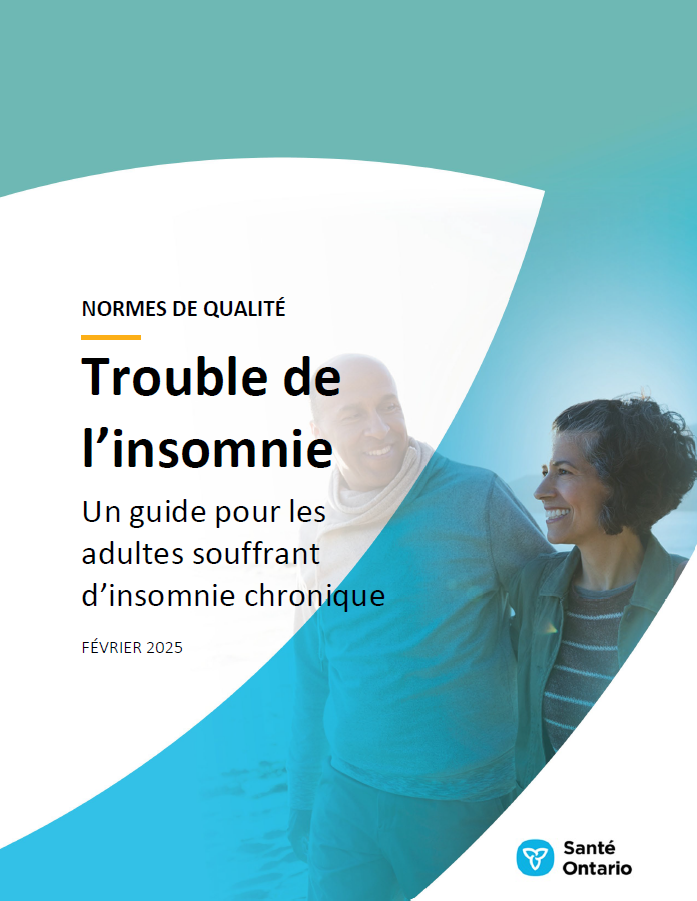 NORMES DE QUALITÉ
Trouble de
l’insomnie
Un guide pour les
adultes souffrant
d’insomnie chronique
FÉVRIER 2025
Santé
Ontario